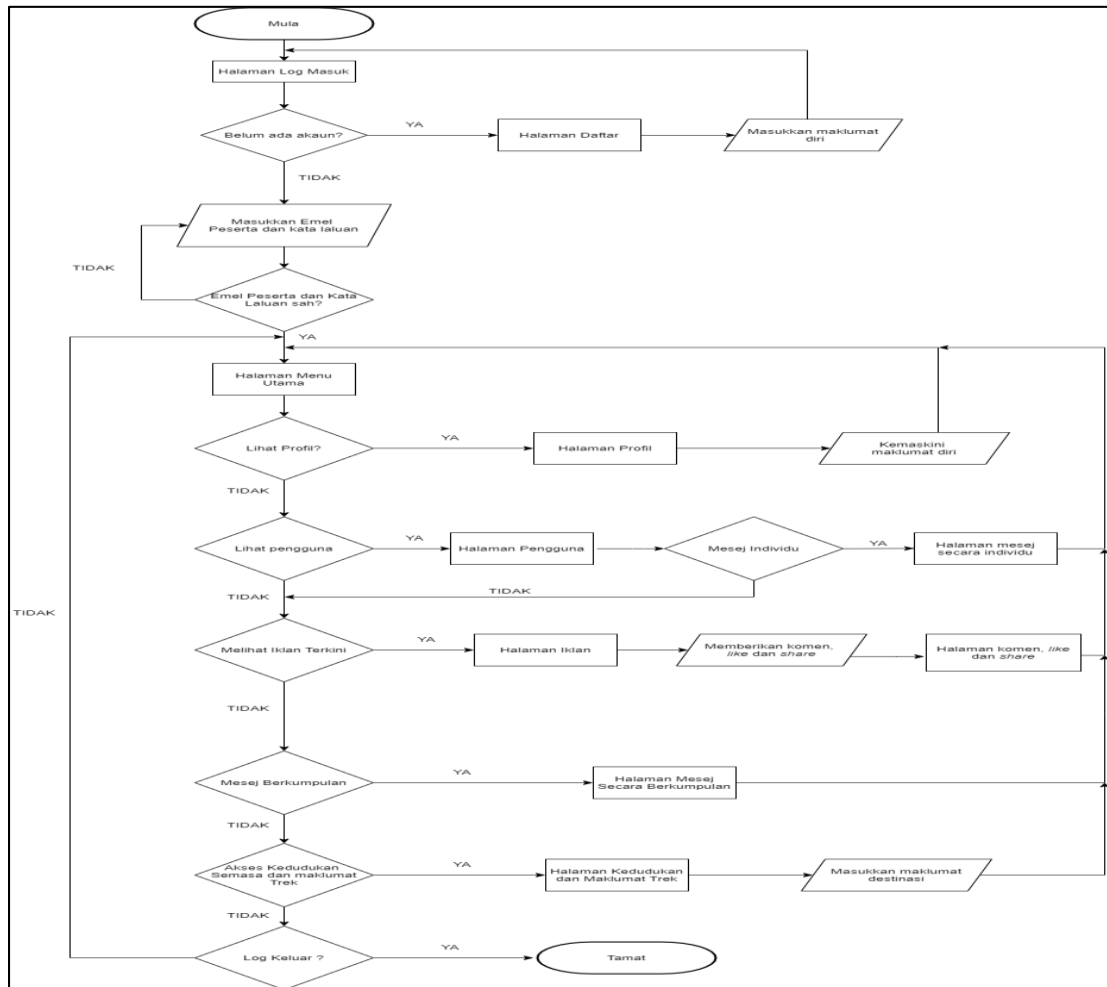 Mula
Halaman Log Masuk
Belum ada akaun?
YA
Halaman Daftar
Masukkan maklumat
diri
TIDAK
Masukkan Emel
Peserta dan kata laluan
TIDAK
Emel Peserta dan Kata
Laluan sah?
YA
Halaman Menu
Utama
Lihat Profil?
YA
Halaman Profil
Kemaskini
maklumat diri
TIDAK
Lihat pengguna
YA
Halaman Pengguna
Mesej Individu
YA
Halaman mesej
secara individu
TIDAK
TIDAK
TIDAK
Melihat Iklan Terkini
YA
Halaman Iklan
Memberikan komen,
like dan share
Halaman komen, like
dan share
TIDAK
Mesej Berkumpulan
YA
Halaman Mesej
Secara Berkumpulan
TIDAK
Akses Kedudukan
Semasa dan maklumat
Trek
YA
Halaman Kedudukan
dan Maklumat Trek
Masukkan maklumat
destinasi
TIDAK
Log Keluar ?
YA
Tamat